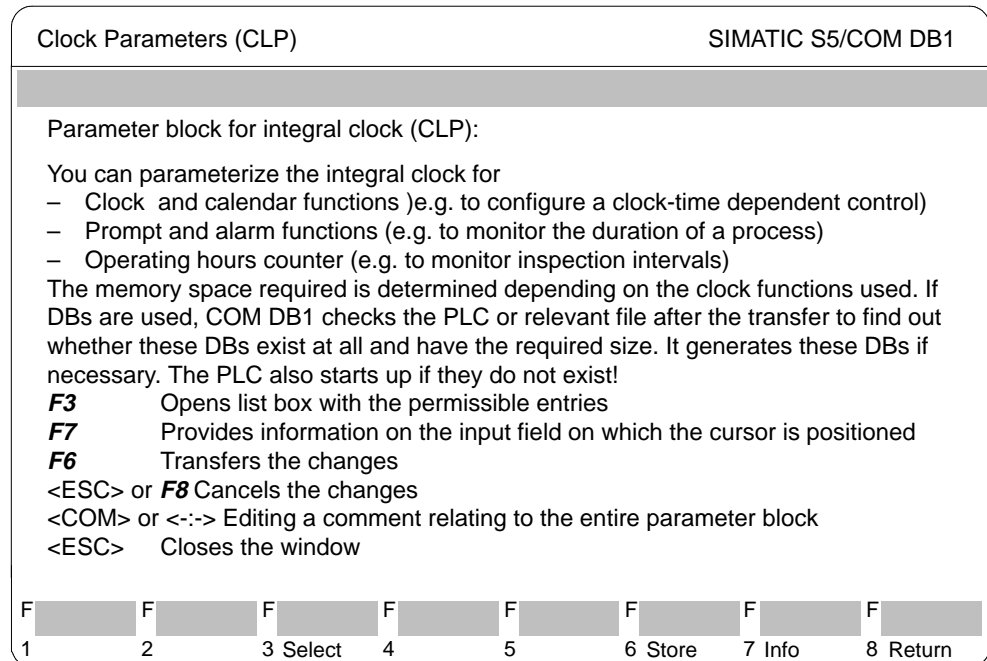 Clock Parameters (CLP) SIMATIC S5/COM DB1
Parameter block for integral clock (CLP):
You can parameterize the integral clock for
– Clock and calendar functions )e.g. to configure a clock-time dependent control)
– Prompt and alarm functions (e.g. to monitor the duration of a process)
– Operating hours counter (e.g. to monitor inspection intervals)
The memory space required is determined depending on the clock functions used. If
DBs are used, COM DB1 checks the PLC or relevant file after the transfer to find out
whether these DBs exist at all and have the required size. It generates these DBs if
necessary. The PLC also starts up if they do not exist!
F3 Opens list box with the permissible entries
F7 Provides information on the input field on which the cursor is positioned
F6 Transfers the changes
<ESC> or F8 Cancels the changes
<COM> or <-:-> Editing a comment relating to the entire parameter block
<ESC> Closes the window
F F F F F F F F
1 2 3 Select 4 5 6 Store 7 Info 8 Return